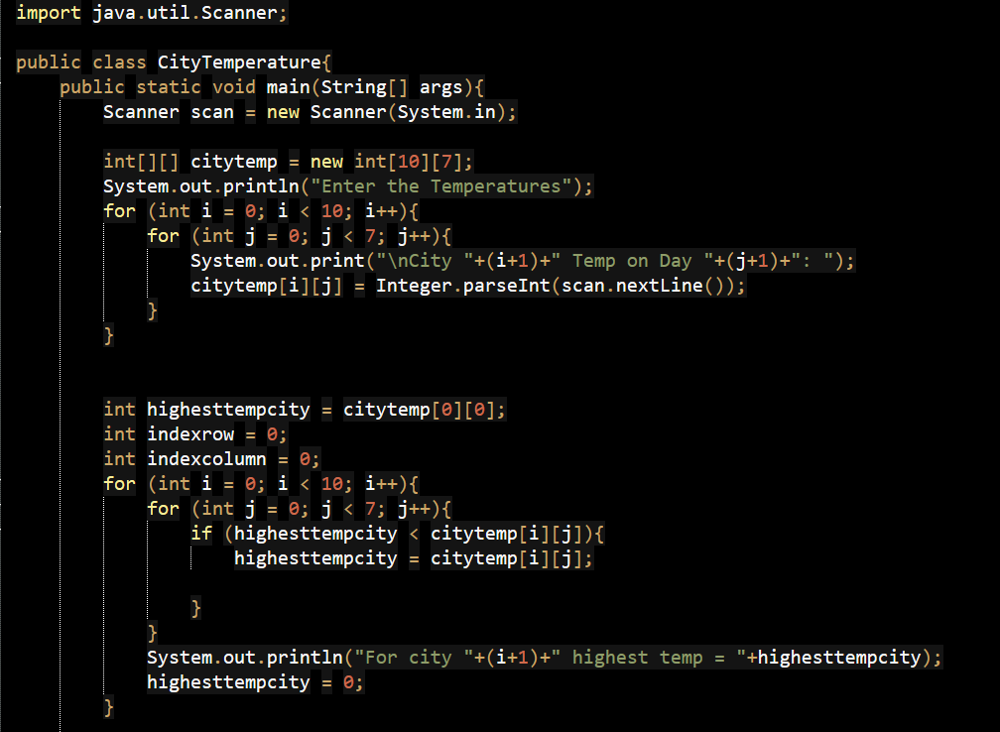 import java.util.Scanner;
public class CityTemperature{
public static void main(String[] args){
Scanner scan = new Scanner(System.in);
int[][] citytemp = new int[10][7];
System.out.println("Enter the Temperatures");
for (int i = 0; i < 10; i++){
for (int j = 0; j < 7; j++){
System.out.print("\nCity "+(i+1)+" Temp on Day "+(j+1)+": ");
citytemp[i][j] = Integer.parseInt(scan.nextLine());
}
}
int highesttempcity = citytemp[0][0];
int indexrow = 0;
int indexcolumn = 0;
for (int i = 0; i < 10; i++){
for (int j = 0; j < 7; j++){
if (highesttempcity < citytemp[i][j]){
highesttempcity = citytemp[i][j];
}
}
System.out.println("For city "+(i+1)+" highest temp = "+highesttempcity);
highesttempcity = 0;
}